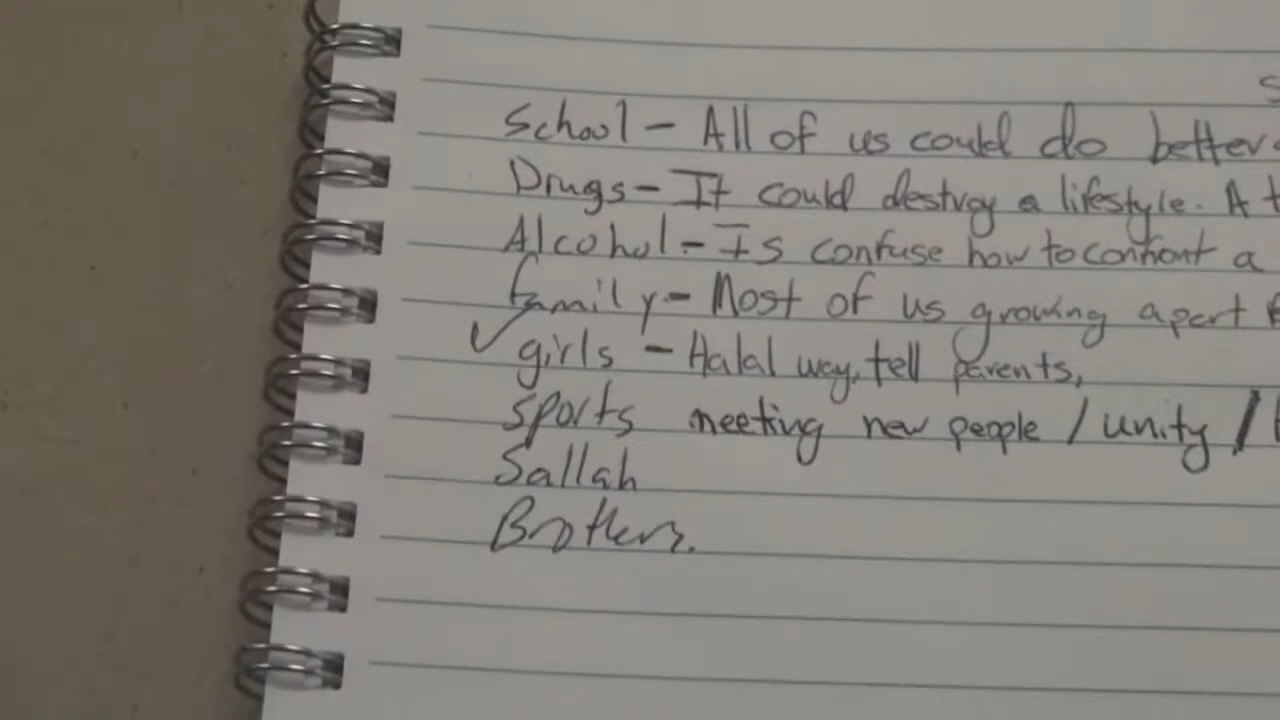 S
School - All of us could do better
Drugs - It could destroy a lifestyle. A t
Alcohol - Is confuse how to confront a
family - Most of us growing apart
✓ girls - Halal way, tell parents,
Sports meeting new people / unity /
Sallah
Brothers.